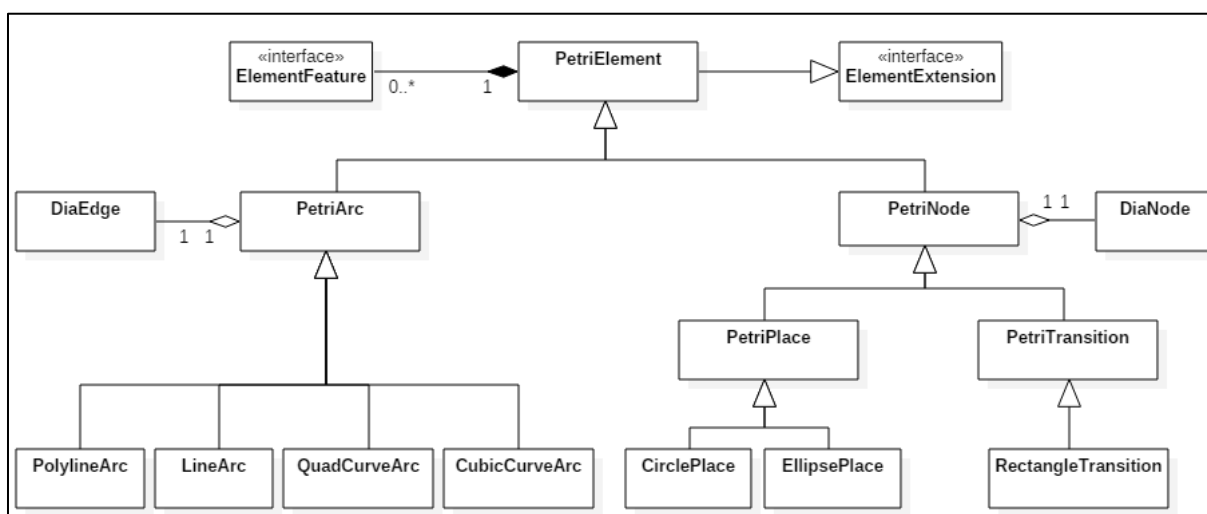 «interface»
ElementFeature
0..*
1
PetriElement
«interface»
ElementExtension
DiaEdge
1 1
PetriArc
PetriNode
1 1
DiaNode
PetriPlace
PetriTransition
PolylineArc
LineArc
QuadCurveArc
CubicCurveArc
CirclePlace
EllipsePlace
RectangleTransition